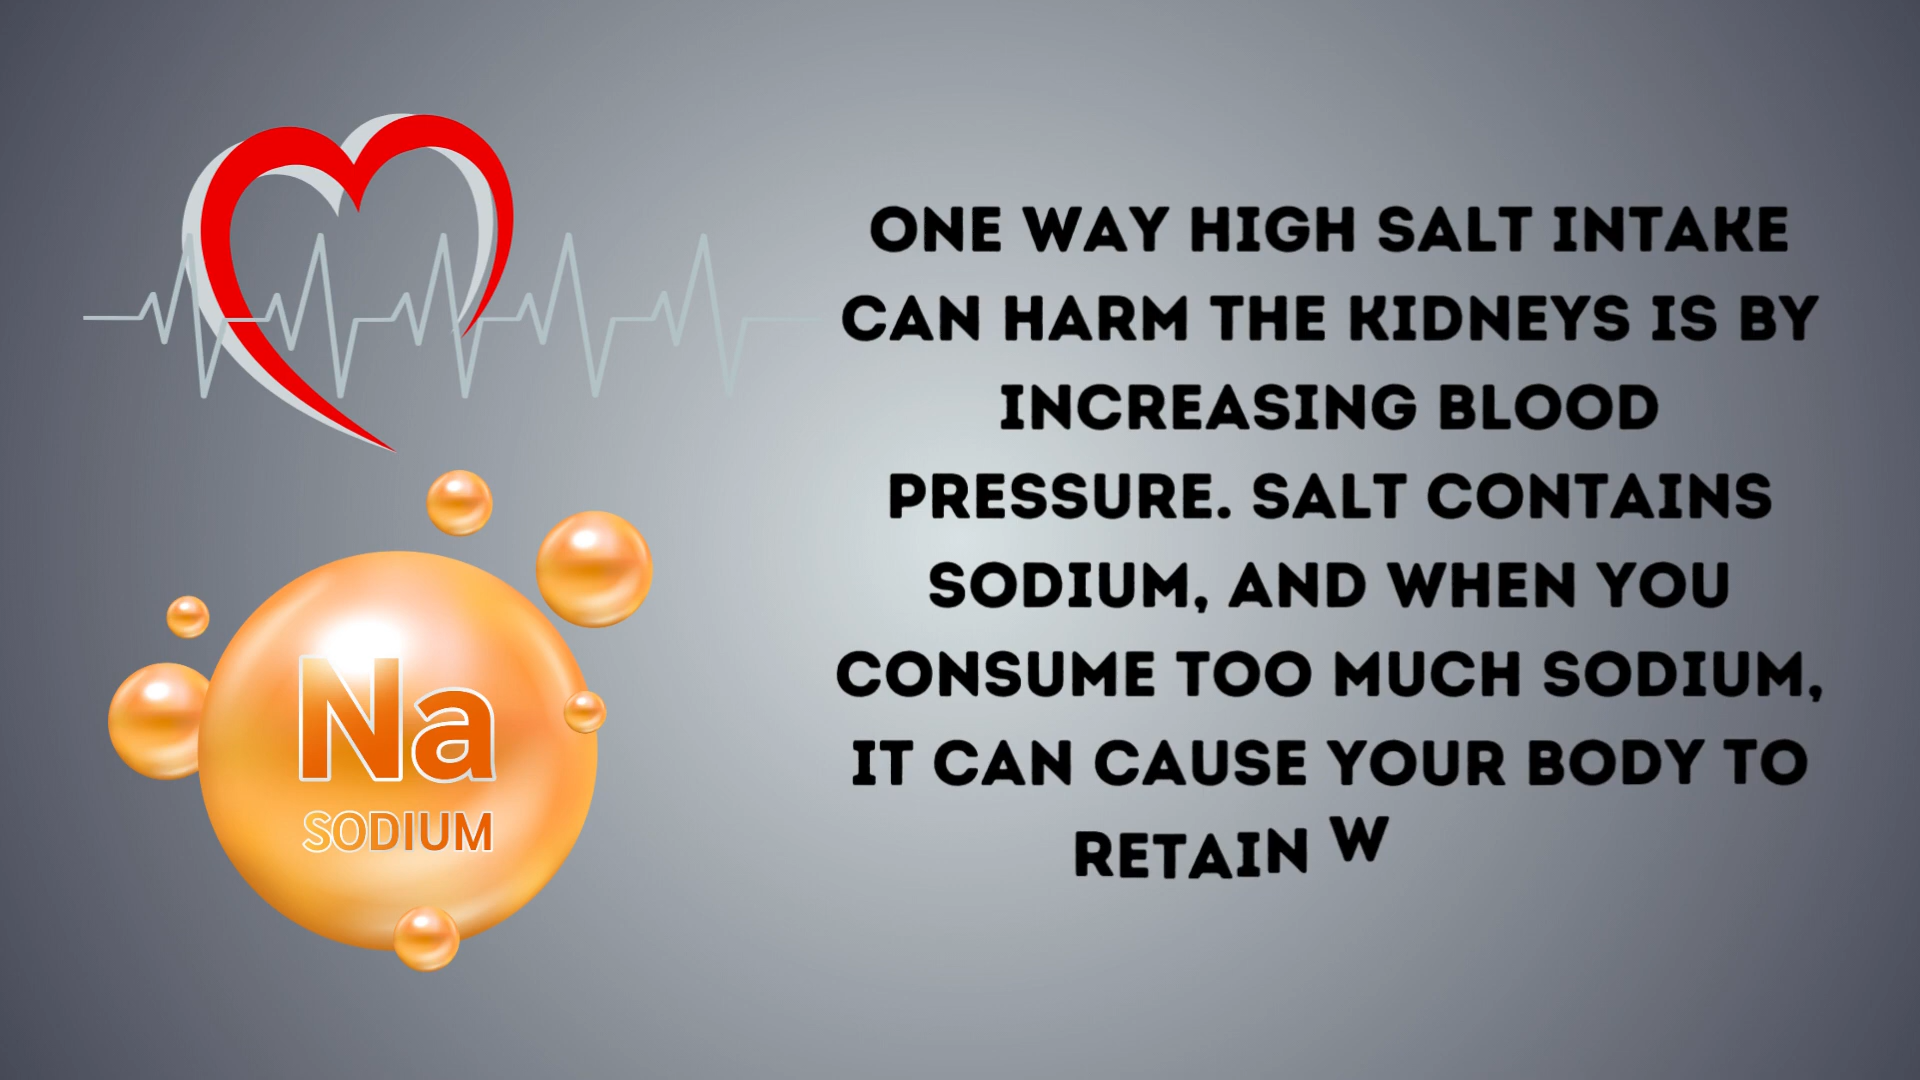 ONE WAY HIGH SALT INTAKE
CAN HARM THE KIDNEYS IS BY
INCREASING BLOOD
PRESSURE. SALT CONTAINS
SODIUM, AND WHEN YOU
CONSUME TOO MUCH SODIUM,
IT CAN CAUSE YOUR BODY TO
RETAIN W
Na
SODIUM